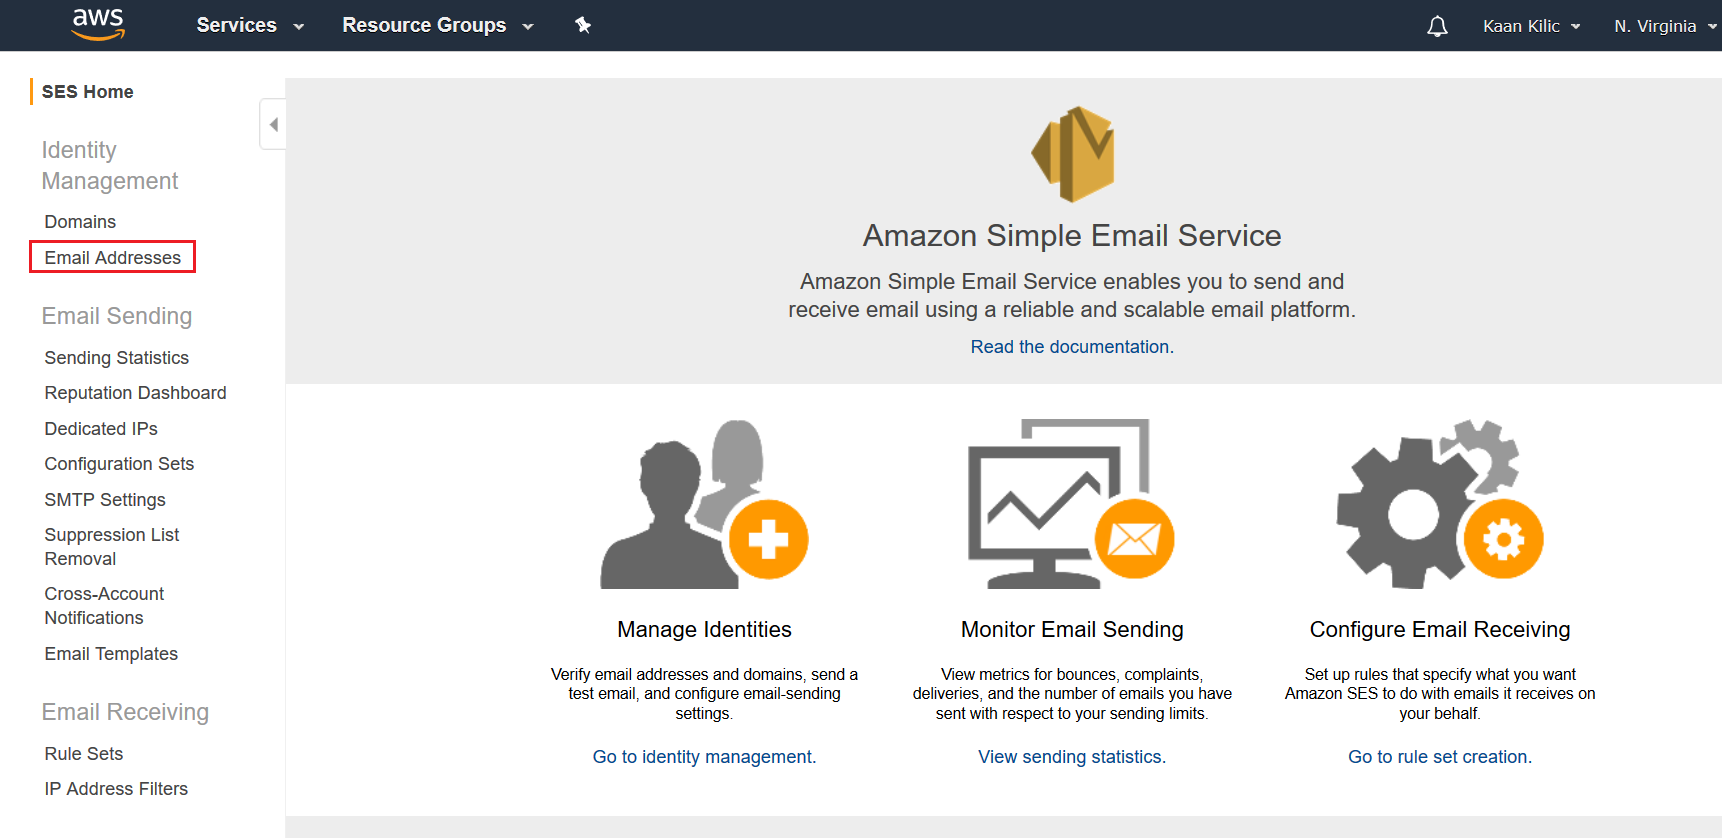 aws Services Resource Groups Kaan Kilic N. Virginia
SES Home
Identity
Management
Domains
Email Addresses
Email Sending
Sending Statistics
Reputation Dashboard
Dedicated IPs
Configuration Sets
SMTP Settings
Suppression List
Removal
Cross-Account
Notifications
Email Templates
Email Receiving
Rule Sets
IP Address Filters
Amazon Simple Email Service
Amazon Simple Email Service enables you to send and
receive email using a reliable and scalable email platform.
Read the documentation.
Manage Identities
Verify email addresses and domains, send a
test email, and configure email-sending
settings.
Go to identity management.
Monitor Email Sending
View metrics for bounces, complaints,
deliveries, and the number of emails you have
sent with respect to your sending limits.
View sending statistics.
Configure Email Receiving
Set up rules that specify what you want
Amazon SES to do with emails it receives on
your behalf.
Go to rule set creation.